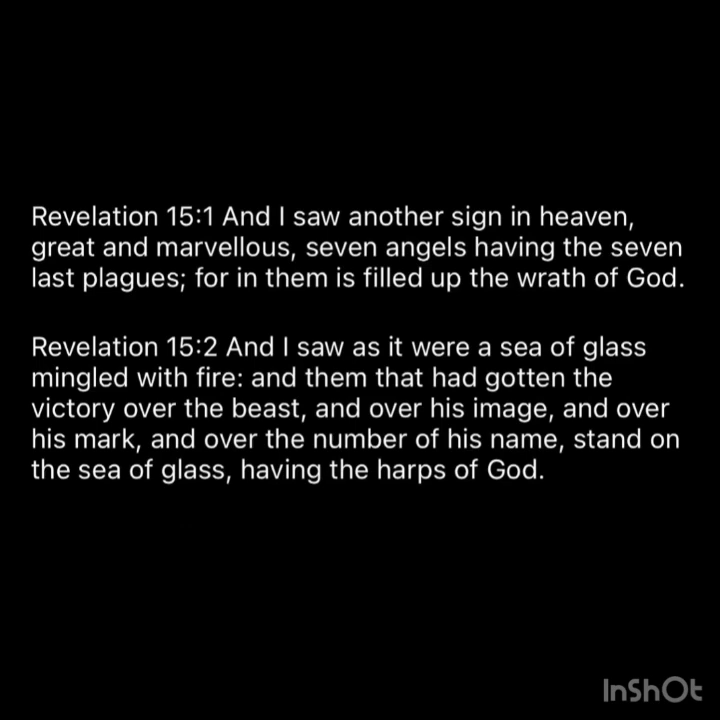 Revelation 15:1 And I saw another sign in heaven,
great and marvellous, seven angels having the seven
last plagues; for in them is filled up the wrath of God.
Revelation 15:2 And I saw as it were a sea of glass
mingled with fire: and them that had gotten the
victory over the beast, and over his image, and over
his mark, and over the number of his name, stand on
the sea of glass, having the harps of God.
InShOt